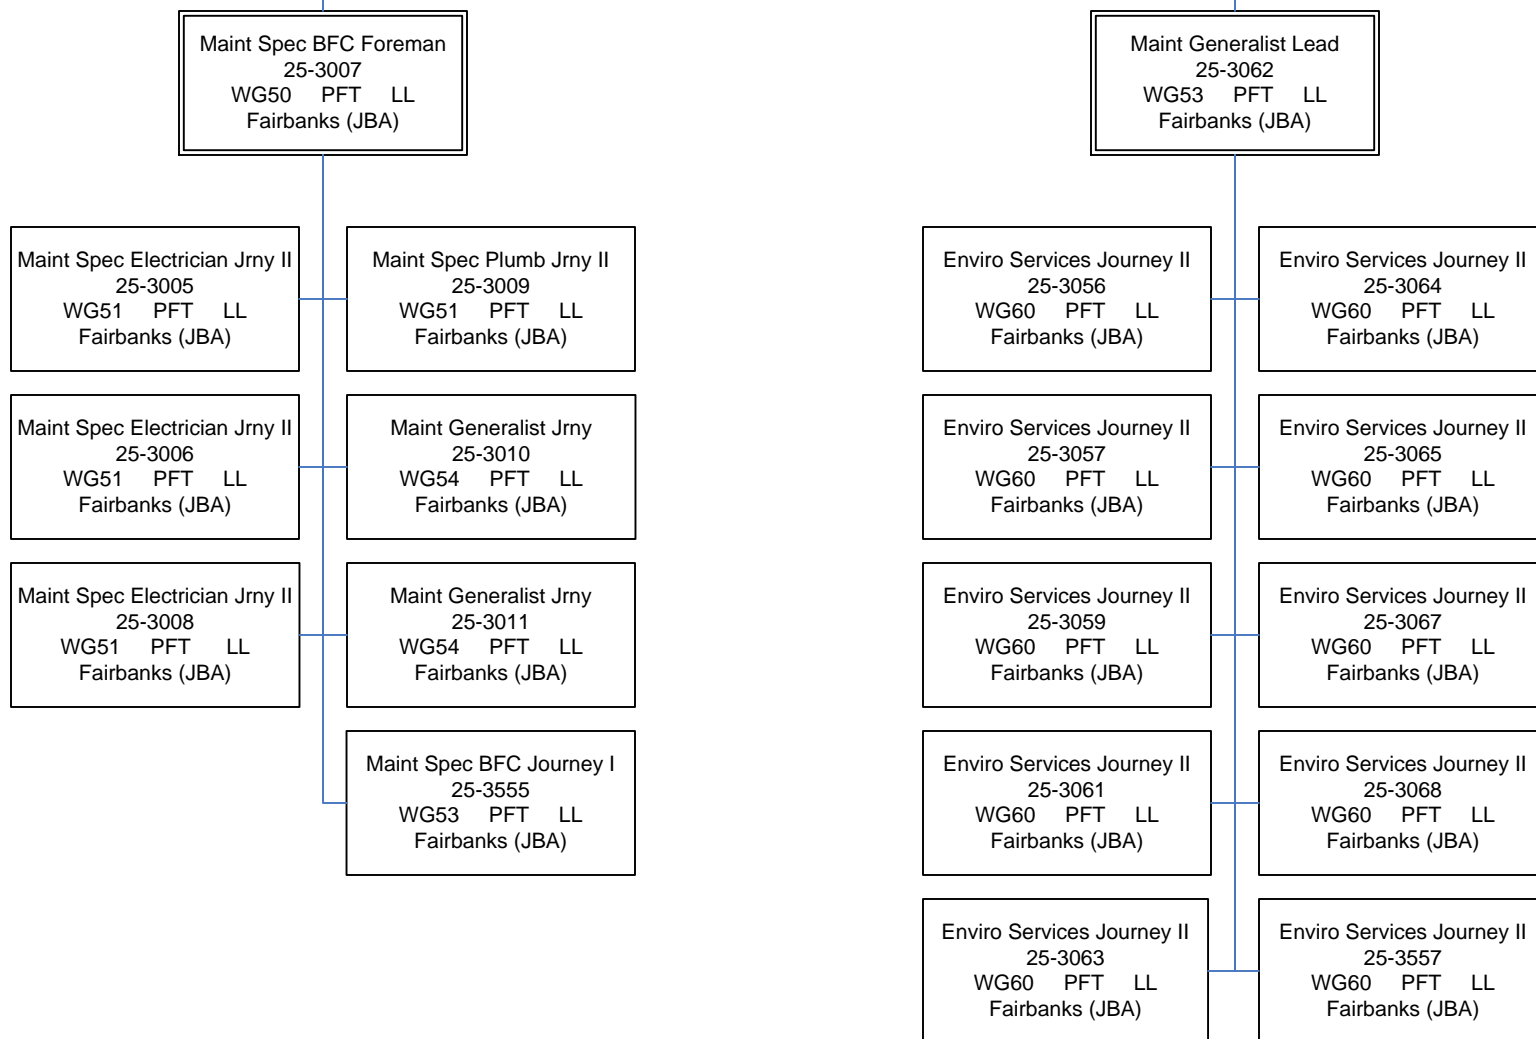 Maint Spec BFC Foreman
25-3007
WG50 PFT LL
Fairbanks (JBA)
Maint Spec Electrician Jrny II
25-3005
WG51 PFT LL
Fairbanks (JBA)
Maint Spec Plumb Jrny II
25-3009
WG51 PFT LL
Fairbanks (JBA)
Maint Spec Electrician Jrny II
25-3006
WG51 PFT LL
Fairbanks (JBA)
Maint Generalist Jrny
25-3010
WG54 PFT LL
Fairbanks (JBA)
Maint Spec Electrician Jrny II
25-3008
WG51 PFT LL
Fairbanks (JBA)
Maint Generalist Jrny
25-3011
WG54 PFT LL
Fairbanks (JBA)
Maint Spec BFC Journey I
25-3555
WG53 PFT LL
Fairbanks (JBA)
Maint Generalist Lead
25-3062
WG53 PFT LL
Fairbanks (JBA)
Enviro Services Journey II
25-3056
WG60 PFT LL
Fairbanks (JBA)
Enviro Services Journey II
25-3064
WG60 PFT LL
Fairbanks (JBA)
Enviro Services Journey II
25-3057
WG60 PFT LL
Fairbanks (JBA)
Enviro Services Journey II
25-3065
WG60 PFT LL
Fairbanks (JBA)
Enviro Services Journey II
25-3059
WG60 PFT LL
Fairbanks (JBA)
Enviro Services Journey II
25-3067
WG60 PFT LL
Fairbanks (JBA)
Enviro Services Journey II
25-3061
WG60 PFT LL
Fairbanks (JBA)
Enviro Services Journey II
25-3068
WG60 PFT LL
Fairbanks (JBA)
Enviro Services Journey II
25-3063
WG60 PFT LL
Fairbanks (JBA)
Enviro Services Journey II
25-3557
WG60 PFT LL
Fairbanks (JBA)